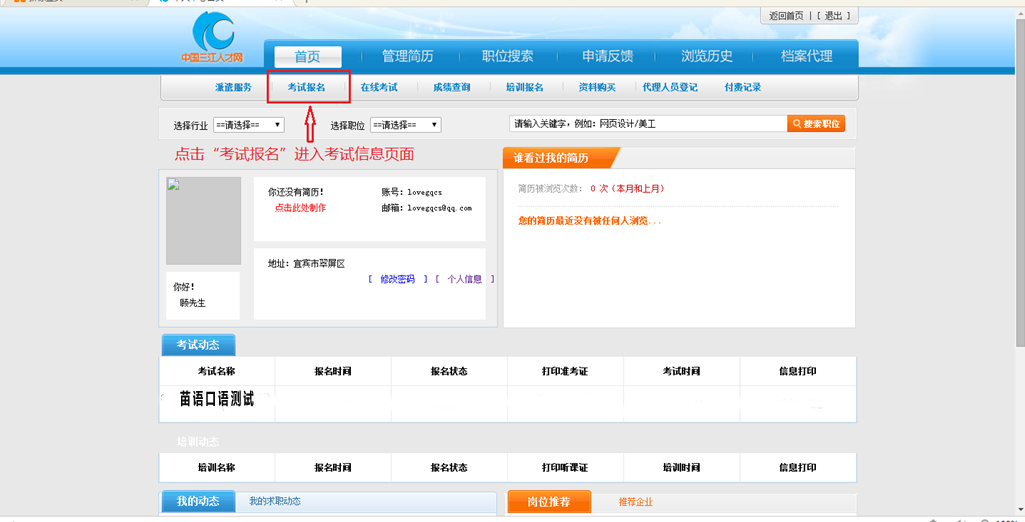 返回首页 | [ 退出 ]
中国三江人才网
首页 管理简历 职位搜索 申请反馈 浏览历史 档案代理
派遣服务 考试报名 在线考试 成绩查询 培训报名 资料购买 代理人员登记 付费记录
选择行业 ==请选择== 选择职位 ==请选择== 请输入关键字，例如：网页设计/美工 搜索职位
点击“考试报名”进入考试信息页面
谁看过我的简历
你还没有简历！ 账号：lovegqcs
点击此处制作 邮箱：lovegqcs@qq.com
简历被浏览次数： 0 次（本月和上月）
您的简历最近没有被任何人浏览...
地址：宜宾市翠屏区
[ 修改密码 ] [ 个人信息 ]
你好！
顾先生
考试动态
考试名称 报名时间 报名状态 打印准考证 考试时间 信息打印
苗语口语测试
培训动态
培训名称 报名时间 报名状态 打印听课证 培训时间 信息打印
我的动态 我的求职动态 岗位推荐 推荐企业